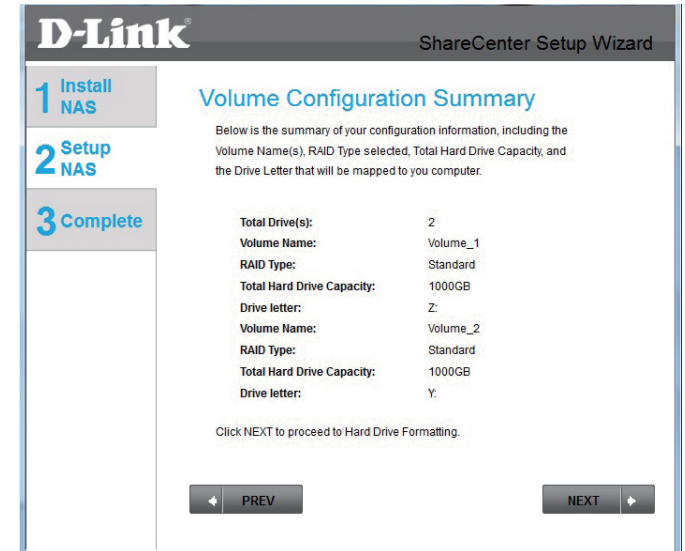 D-Link®
ShareCenter Setup Wizard
1 Install
NAS
2 Setup
NAS
3 Complete
Volume Configuration Summary
Below is the summary of your configuration information, including the
Volume Name(s), RAID Type selected, Total Hard Drive Capacity, and
the Drive Letter that will be mapped to you computer.
Total Drive(s): 2
Volume Name: Volume_1
RAID Type: Standard
Total Hard Drive Capacity: 1000GB
Drive letter: Z:
Volume Name: Volume_2
RAID Type: Standard
Total Hard Drive Capacity: 1000GB
Drive letter: Y:
Click NEXT to proceed to Hard Drive Formatting.
PREV
NEXT